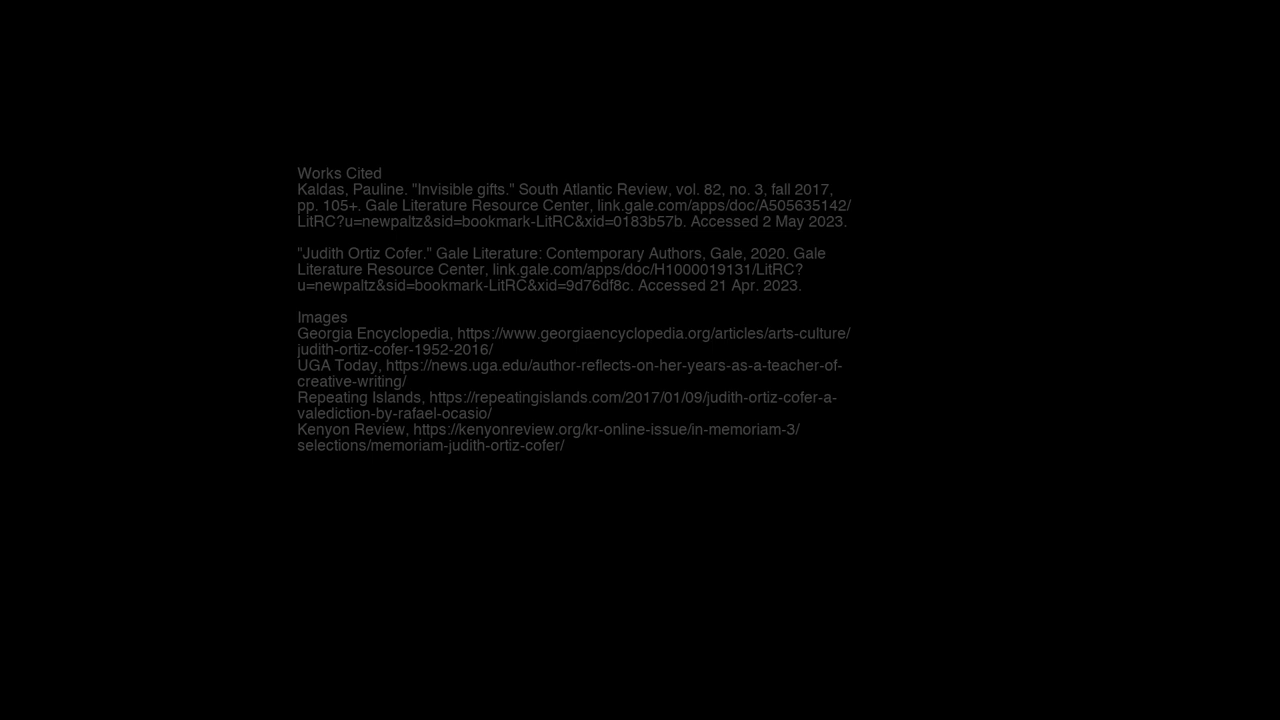 Works Cited
Kaldas, Pauline. "Invisible gifts." South Atlantic Review, vol. 82, no. 3, fall 2017,
pp. 105+. Gale Literature Resource Center, link.gale.com/apps/doc/A505635142/
LitRC?u=newpaltz&sid=bookmark-LitRC&xid=0183b57b. Accessed 2 May 2023.
"Judith Ortiz Cofer." Gale Literature: Contemporary Authors, Gale, 2020. Gale
Literature Resource Center, link.gale.com/apps/doc/H1000019131/LitRC?
u=newpaltz&sid=bookmark-LitRC&xid=9d76df8c. Accessed 21 Apr. 2023.
Images
Georgia Encyclopedia, https://www.georgiaencyclopedia.org/articles/arts-culture/
judith-ortiz-cofer-1952-2016/
UGA Today, https://news.uga.edu/author-reflects-on-her-years-as-a-teacher-of-
creative-writing/
Repeating Islands, https://repeatingislands.com/2017/01/09/judith-ortiz-cofer-a-
valediction-by-rafael-ocasio/
Kenyon Review, https://kenyonreview.org/kr-online-issue/in-memoriam-3/
selections/memoriam-judith-ortiz-cofer/